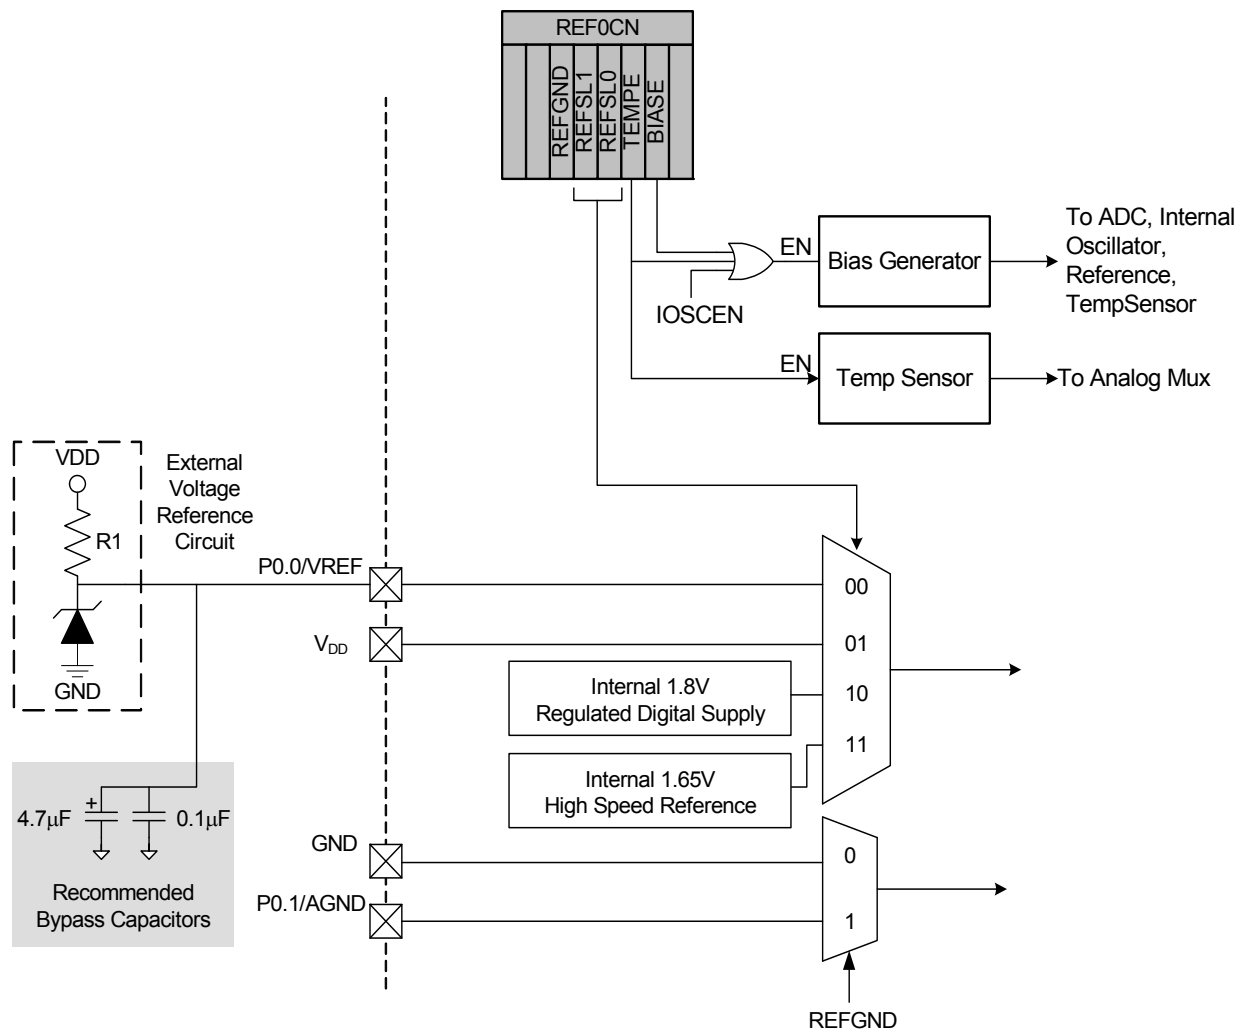 REF0CN
REFGND
REFSL1
REFSL0
TEMPE
BIASE
EN
Bias Generator
To ADC, Internal
Oscillator,
Reference,
TempSensor
IOSCEN
EN
Temp Sensor
To Analog Mux
VDD
R1
GND
External
Voltage
Reference
Circuit
P0.0/VREF
00
VDD
01
Internal 1.8V
Regulated Digital Supply
10
11
Internal 1.65V
High Speed Reference
+
4.7µF
0.1µF
Recommended
Bypass Capacitors
GND
0
P0.1/AGND
1
REFGND